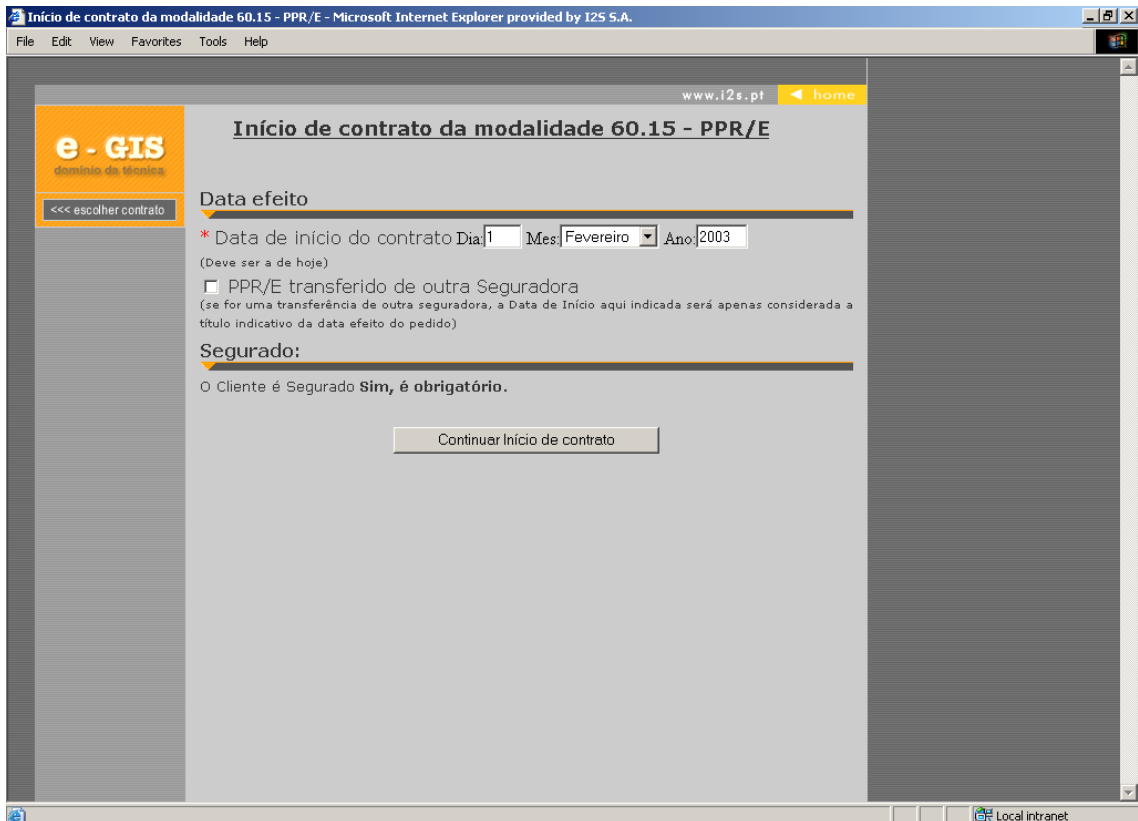 Início de contrato da modalidade 60.15 - PPR/E - Microsoft Internet Explorer provided by I2S S.A.
File Edit View Favorites Tools Help
www.i2s.pt home
e - GIS
domínio da técnica
<<< escolher contrato
Início de contrato da modalidade 60.15 - PPR/E
Data efeito
* Data de início do contrato Dia:1 Mes:Fevereiro Ano:2003
(Deve ser a de hoje)
PPR/E transferido de outra Seguradora
(se for uma transferência de outra seguradora, a Data de Início aqui indicada será apenas considerada a
título indicativo da data efeito do pedido)
Segurado:
O Cliente é Segurado Sim, é obrigatório.
Continuar Início de contrato
Local intranet